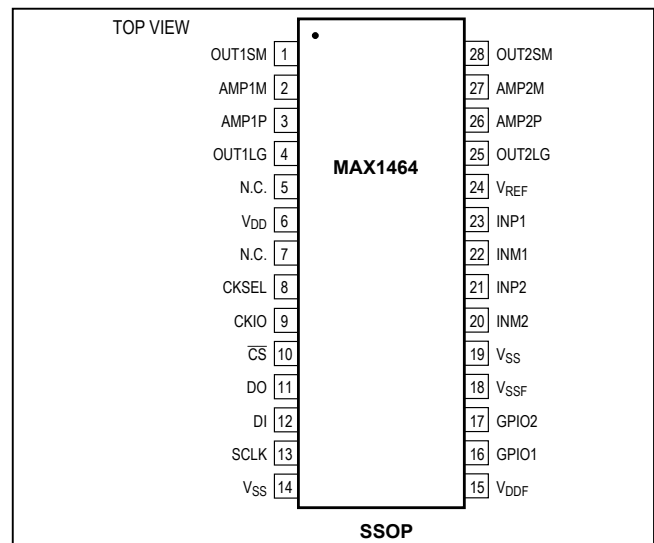 TOP VIEW
OUT1SM 1
AMP1M 2
AMP1P 3
OUT1LG 4
N.C. 5
VDD 6
N.C. 7
CKSEL 8
CKIO 9
C̅S̅ 10
DO 11
DI 12
SCLK 13
VSS 14
MAX1464
28 OUT2SM
27 AMP2M
26 AMP2P
25 OUT2LG
24 VREF
23 INP1
22 INM1
21 INP2
20 INM2
19 VSS
18 VSSF
17 GPIO2
16 GPIO1
15 VDDF
SSOP